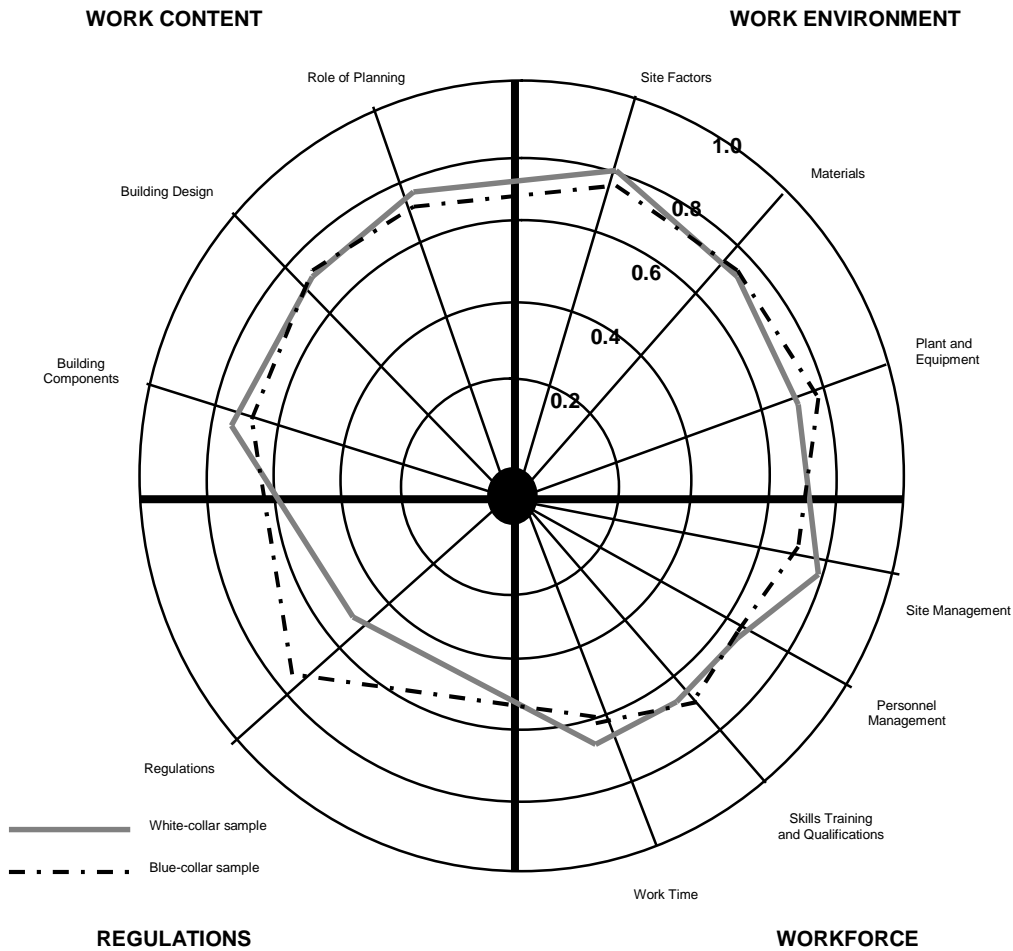 WORK CONTENT
WORK ENVIRONMENT
Role of Planning
Site Factors
1.0
Materials
Building Design
0.8
0.6
0.4
Plant and
Equipment
Building
Components
0.2
Site Management
Personnel
Management
Regulations
Skills Training
and Qualifications
White-collar sample
Blue-collar sample
Work Time
REGULATIONS
WORKFORCE